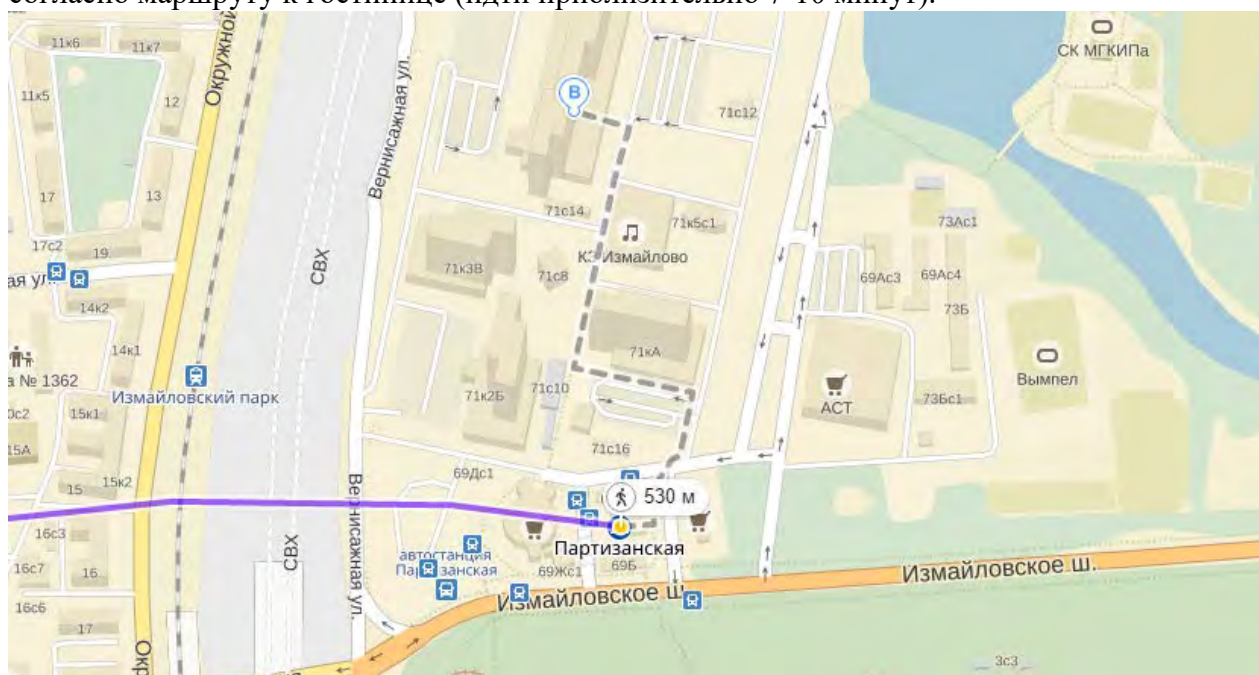 согласно маршруту к гостинице (идти приблизительно 7-10 минут).
11к6
11к7
Окружной
СК МГКИПа
11к5
12
В
71с12
Вернисажная ул.
17
13
71с14
71к5с1
73Ас1
17с2
19
СВХ
71к3В
71с8
КЗ Измайлово
69Ас3
69Ас4
ая ул.
14к2
73Б
14к1
71кА
Вымпел
а № 1362
Измайловский парк
71к2Б
71с10
АСТ
73Бс1
0с2
15к1
15А
71с16
15
15к2
69Дс1
Вернисажная ул.
530 м
16с3
СВХ
автостанция
Партизанская
Партизанская
16с7
16
69Жс1
69Б
Измайловское ш.
Измайловское ш.
16с6
17
Окр
3с3